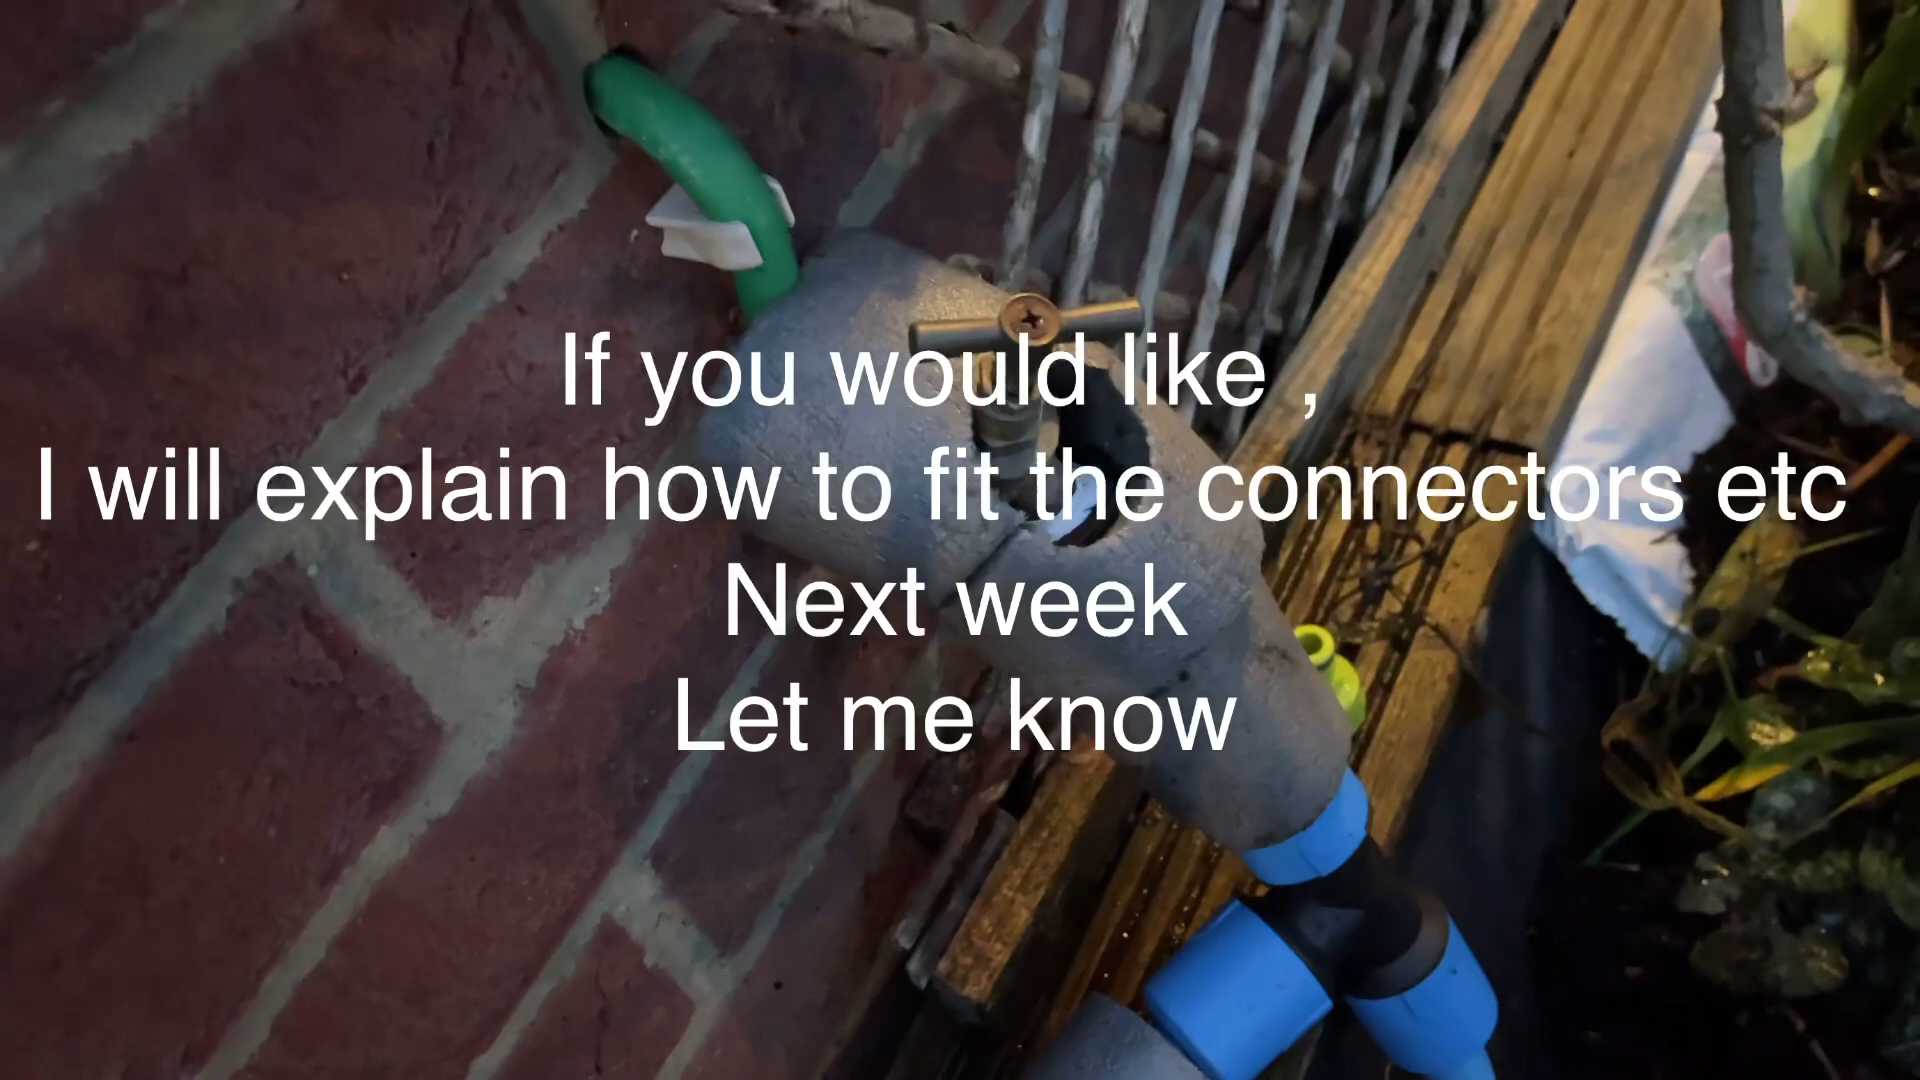 If you would like ,
I will explain how to fit the connectors etc
Next week
Let me know